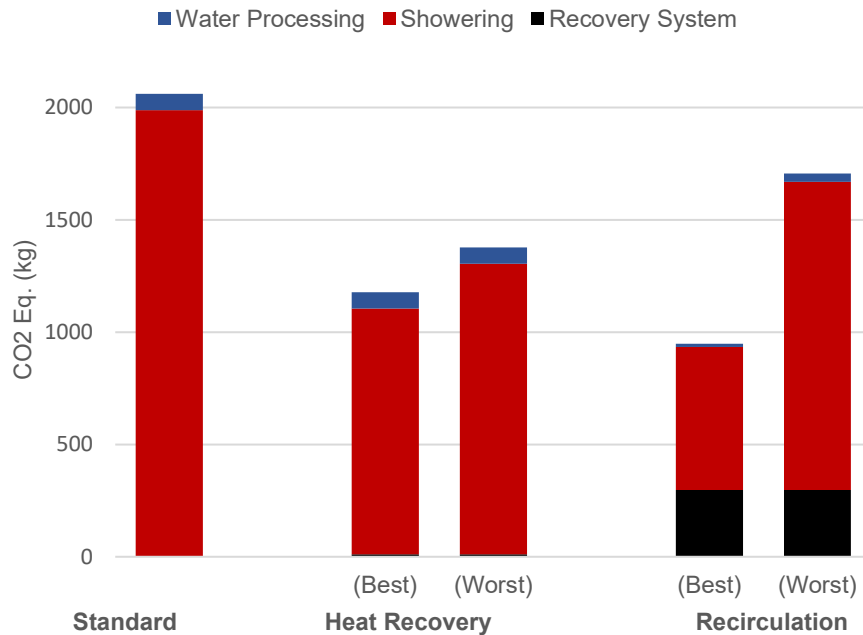 Water Processing Showering Recovery System
2000
1500
1000
500
0
CO2 Eq. (kg)
(Best) (Worst) (Best) (Worst)
Standard Heat Recovery Recirculation